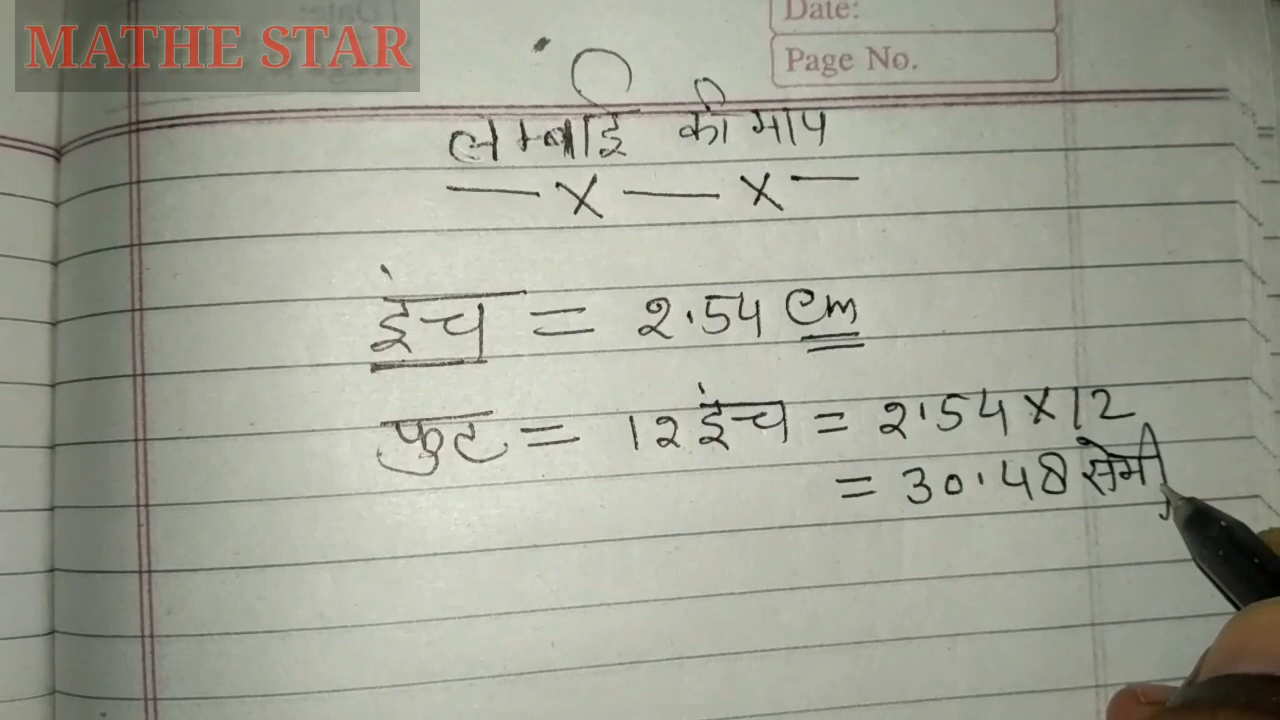 MATHE STAR
Date:
Page No.
लम्बाई की माप
— X — X —
इंच = 2.54 cm
फुट = 12 इंच = 2.54 X 12
= 30.48 सेमी